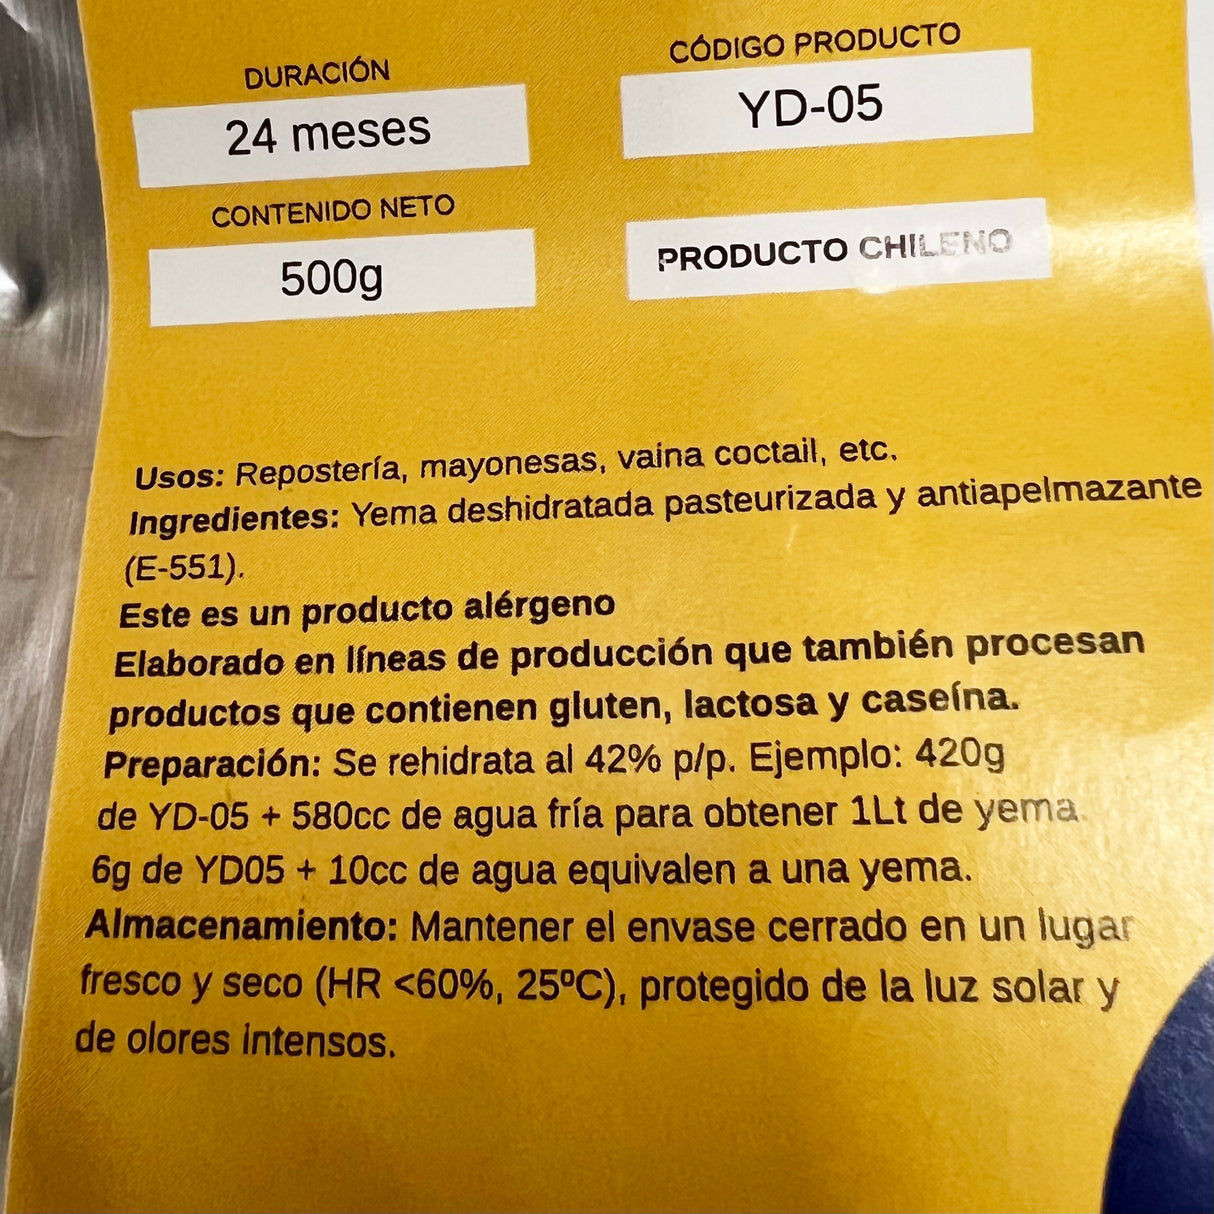 DURACIÓN
24 meses
CÓDIGO PRODUCTO
YD-05
CONTENIDO NETO
500g
PRODUCTO CHILENO
Usos: Repostería, mayonesas, vaina coctail, etc.
Ingredientes: Yema deshidratada pasteurizada y antiapelmazante
(E-551).
Este es un producto alérgeno
Elaborado en líneas de producción que también procesan
productos que contienen gluten, lactosa y caseína.
Preparación: Se rehidrata al 42% p/p. Ejemplo: 420g
de YD-05 + 580cc de agua fría para obtener 1Lt de yema.
6g de YD05 + 10cc de agua equivalen a una yema.
Almacenamiento: Mantener el envase cerrado en un lugar
fresco y seco (HR <60%, 25ºC), protegido de la luz solar y
de olores intensos.